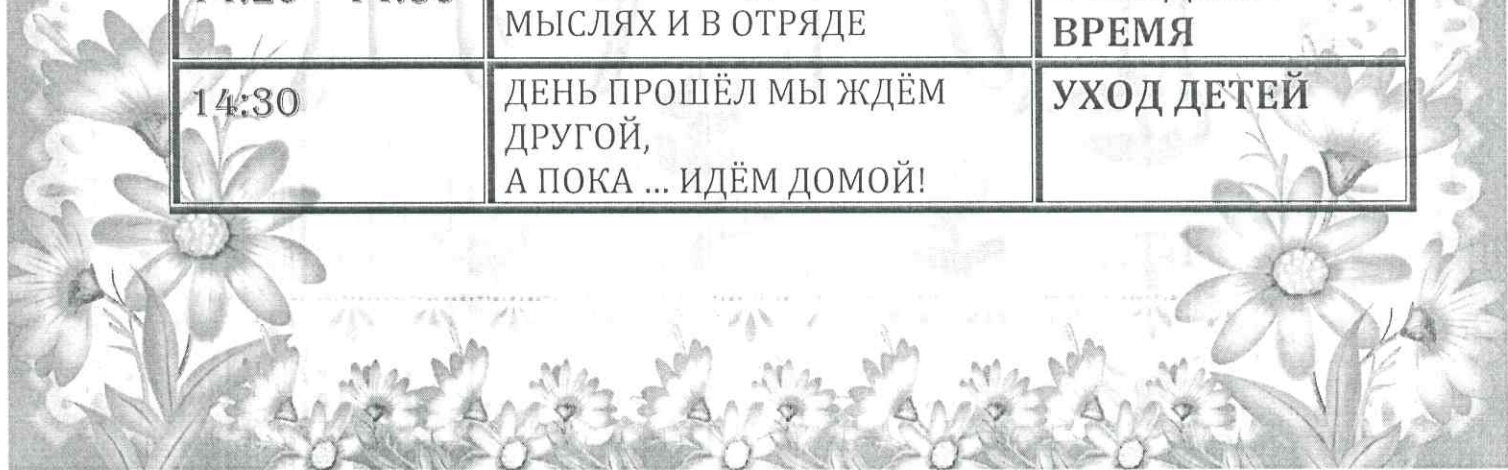 МЫСЛЯХ И В ОТРЯДЕ
ВРЕМЯ
14:30
ДЕНЬ ПРОШЁЛ МЫ ЖДЁМ
ДРУГОЙ,
А ПОКА ... ИДЁМ ДОМОЙ!
УХОД ДЕТЕЙ